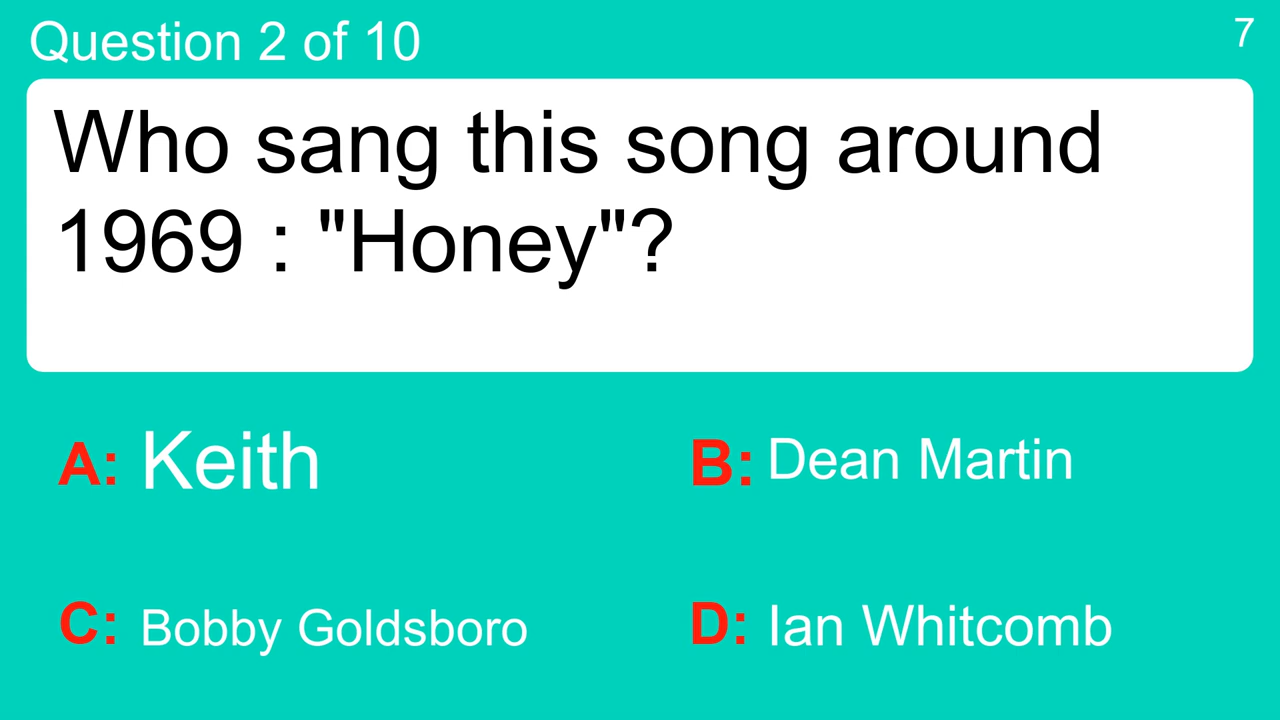 Question 2 of 10
7
Who sang this song around
1969 : "Honey"?
A: Keith
B: Dean Martin
C: Bobby Goldsboro
D: Ian Whitcomb